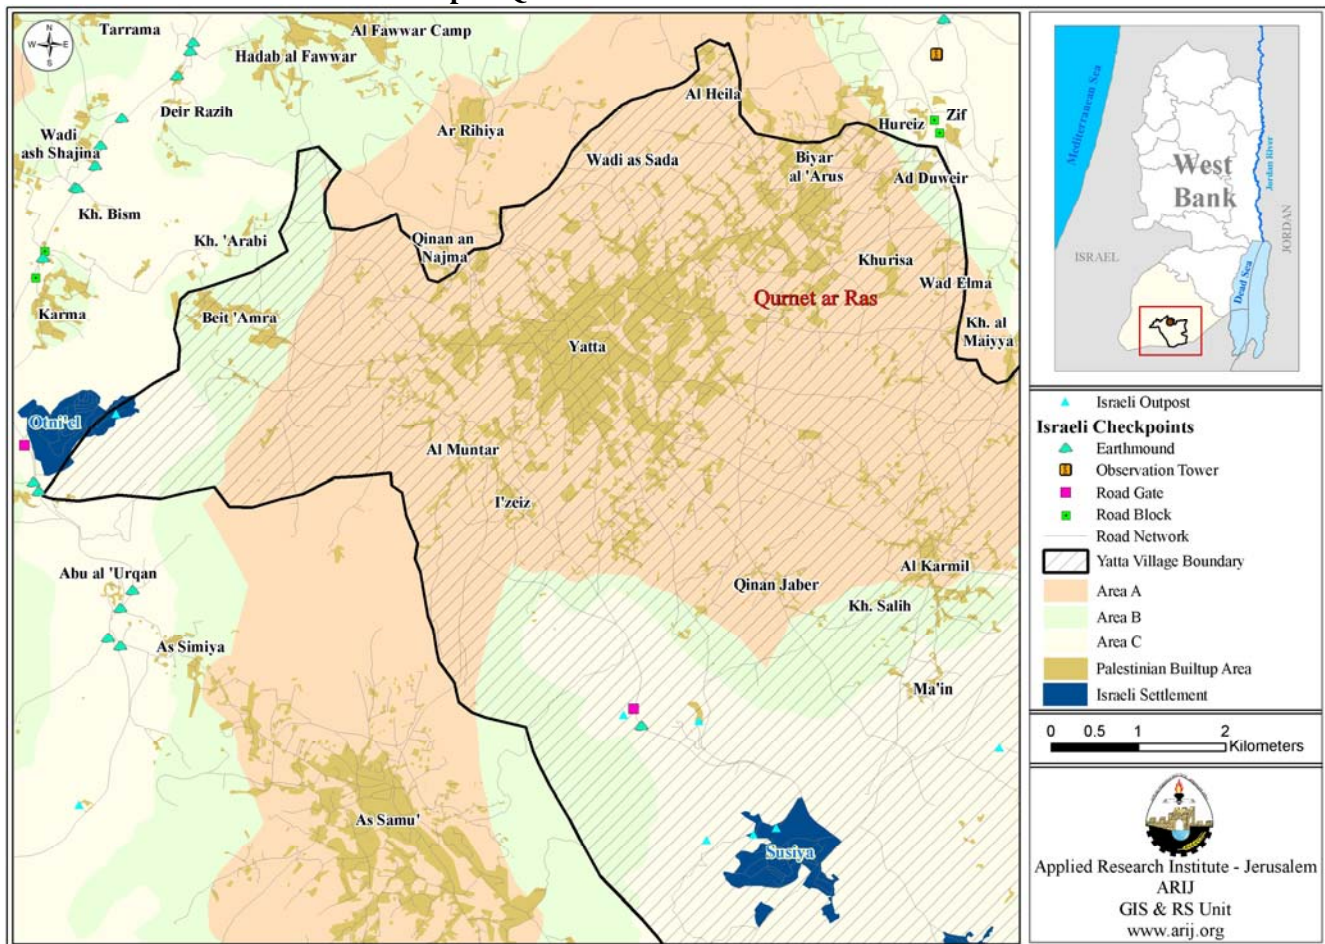 N
W E
S
Tarrama
Al Fawwar Camp
Hadab al Fawwar
Deir Razih
Wadi
ash Shajina
Kh. Bism
Kh. 'Arabi
Karma
Beit 'Amra
Ar Rihiya
Qinan an
Najma
Al Heila
Wadi as Sada
Biyar
al 'Arus
Hureiz
Zif
Ad Duweir
Khurisa
Wad Elma
Qurnet ar Ras
Kh. al
Maiyya
Yatta
Otni'el
Al Muntar
I'zeiz
Abu al 'Urqan
As Simiya
Qinan Jaber
Al Karmil
Kh. Salih
Ma'in
As Samu'
Susiya
Mediterranean Sea
West
Bank
Jordan River
JORDAN
ISRAEL
Dead Sea
Israeli Outpost
Israeli Checkpoints
Earthmound
Observation Tower
Road Gate
Road Block
Road Network
Yatta Village Boundary
Area A
Area B
Area C
Palestinian Builtup Area
Israeli Settlement
0 0.5 1 2
Kilometers
Applied Research Institute - Jerusalem
ARIJ
GIS & RS Unit
www.arij.org